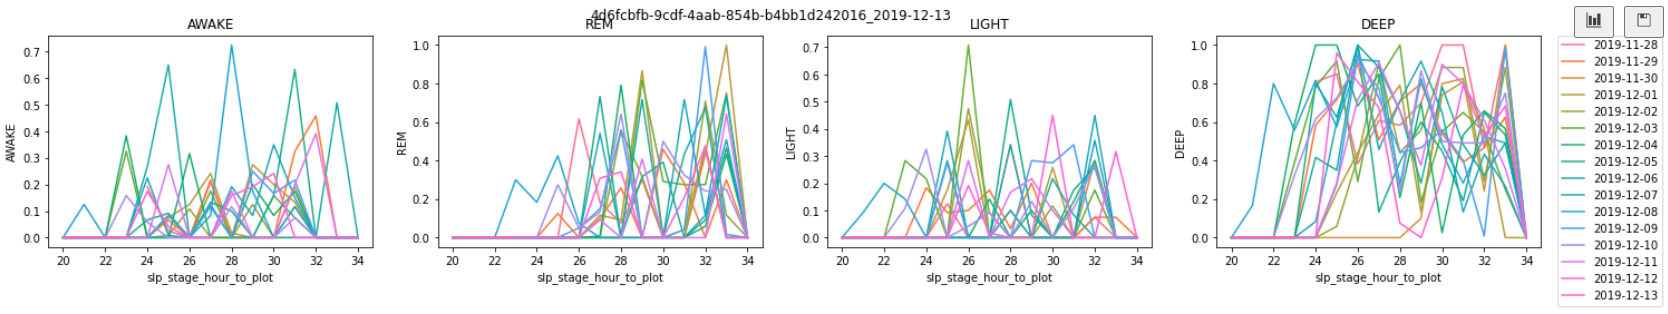 4d6fcbfb-9cdf-4aab-854b-b4bb1d242016_2019-12-13
AWAKE
REM
LIGHT
DEEP
AWAKE
0.7
0.6
0.5
0.4
0.3
0.2
0.1
0.0
20 22 24 26 28 30 32 34
slp_stage_hour_to_plot
REM
1.0
0.8
0.6
0.4
0.2
0.0
20 22 24 26 28 30 32 34
slp_stage_hour_to_plot
LIGHT
0.7
0.6
0.5
0.4
0.3
0.2
0.1
0.0
20 22 24 26 28 30 32 34
slp_stage_hour_to_plot
DEEP
1.0
0.8
0.6
0.4
0.2
0.0
20 22 24 26 28 30 32 34
slp_stage_hour_to_plot
2019-11-28
2019-11-29
2019-11-30
2019-12-01
2019-12-02
2019-12-03
2019-12-04
2019-12-05
2019-12-06
2019-12-07
2019-12-08
2019-12-09
2019-12-10
2019-12-11
2019-12-12
2019-12-13